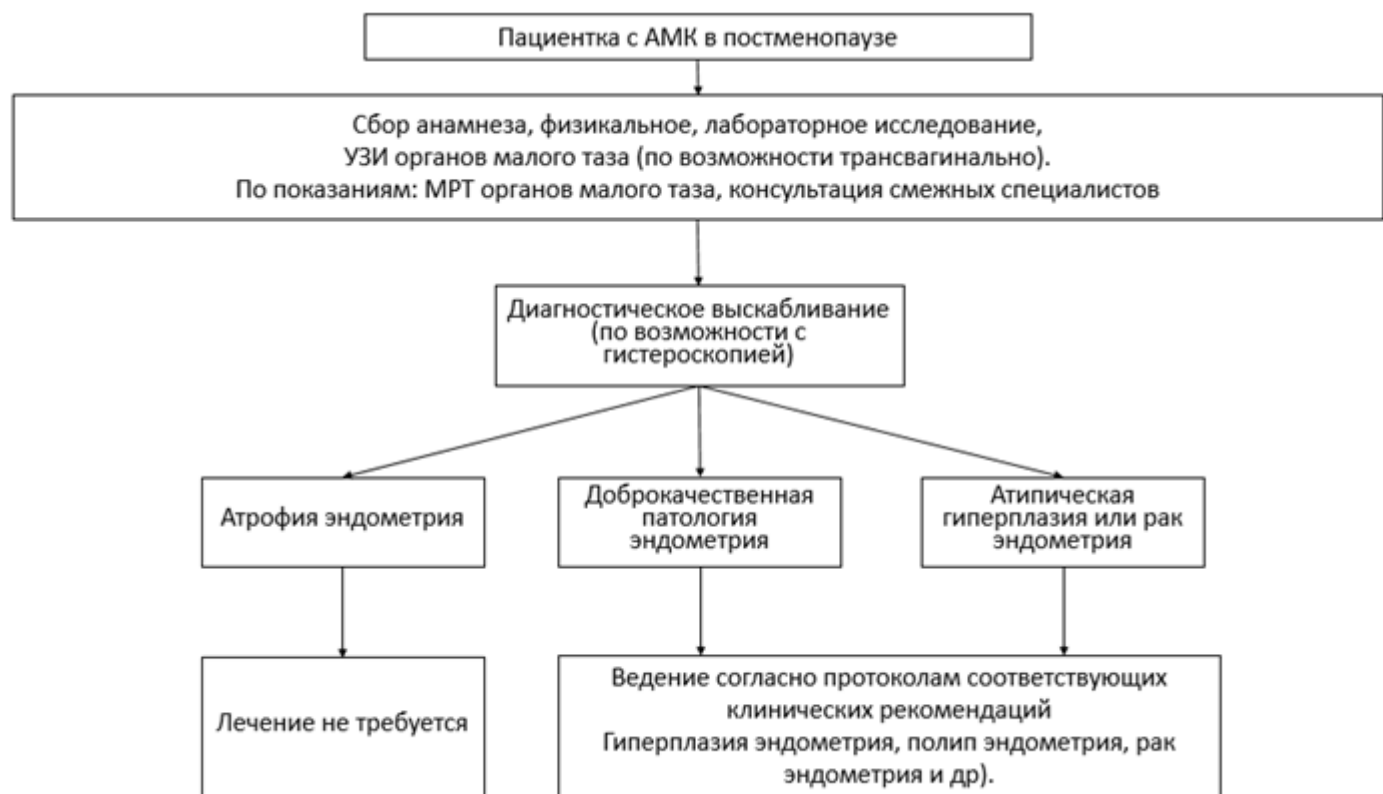 Пациентка с АМК в постменопаузе
Сбор анамнеза, физикальное, лабораторное исследование,
УЗИ органов малого таза (по возможности трансвагинально).
По показаниям: МРТ органов малого таза, консультация смежных специалистов
Диагностическое выскабливание
(по возможности с
гистероскопией)
Атрофия эндометрия
Доброкачественная
патология
эндометрия
Атипическая
гиперплазия или рак
эндометрия
Лечение не требуется
Ведение согласно протоколам соответствующих
клинических рекомендаций
Гиперплазия эндометрия, полип эндометрия, рак
эндометрия и др).